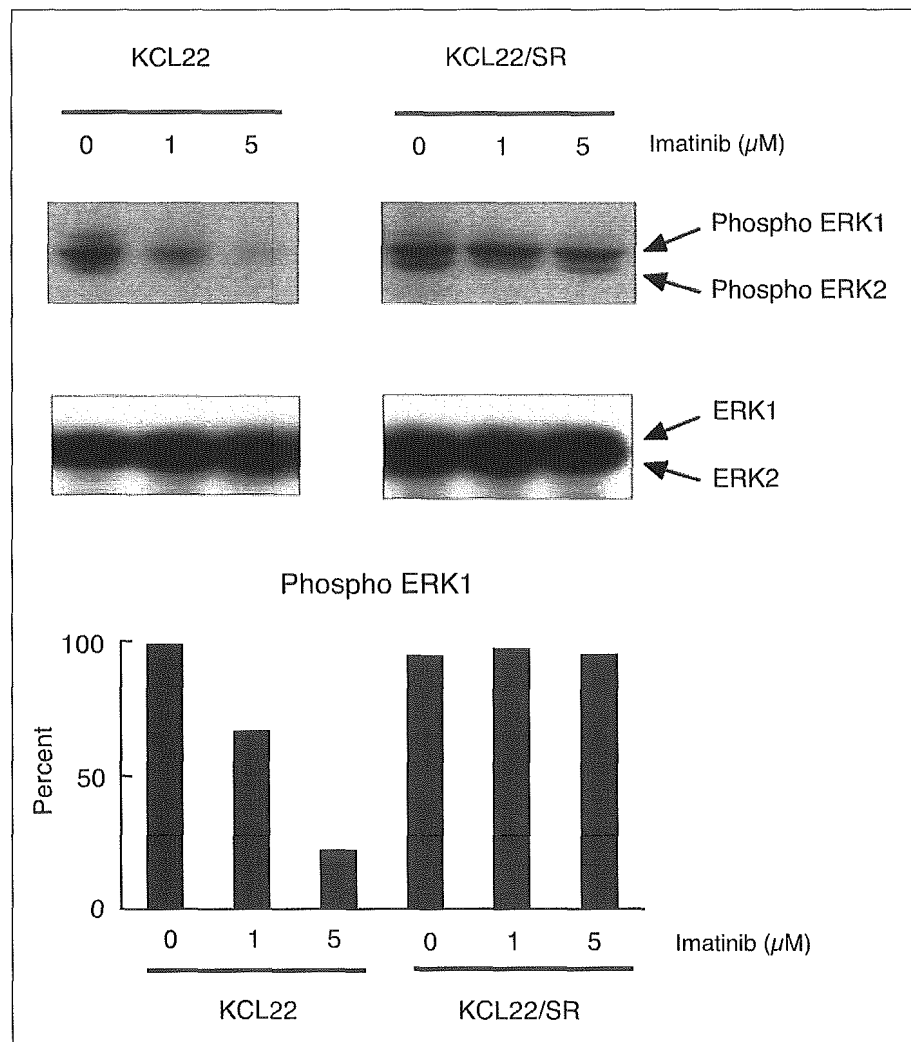 KCL22 KCL22/SR
0 1 5 0 1 5 Imatinib (µM)
Phospho ERK1
Phospho ERK2
ERK1
ERK2
Phospho ERK1
100
50
0
Percent
0 1 5 0 1 5 Imatinib (µM)
KCL22 KCL22/SR